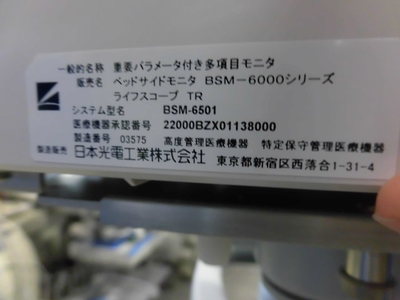 一般的名称 重要パラメータ付き多項目モニタ
販売名 ベッドサイドモニタ BSM-6000シリーズ
ライフスコープ TR
システム型名 BSM-6501
医療機器承認番号 22000BZX01138000
製造番号 03575 高度管理医療機器 特定保守管理医療機器
製造販売 日本光電工業株式会社 東京都新宿区西落合1-31-4